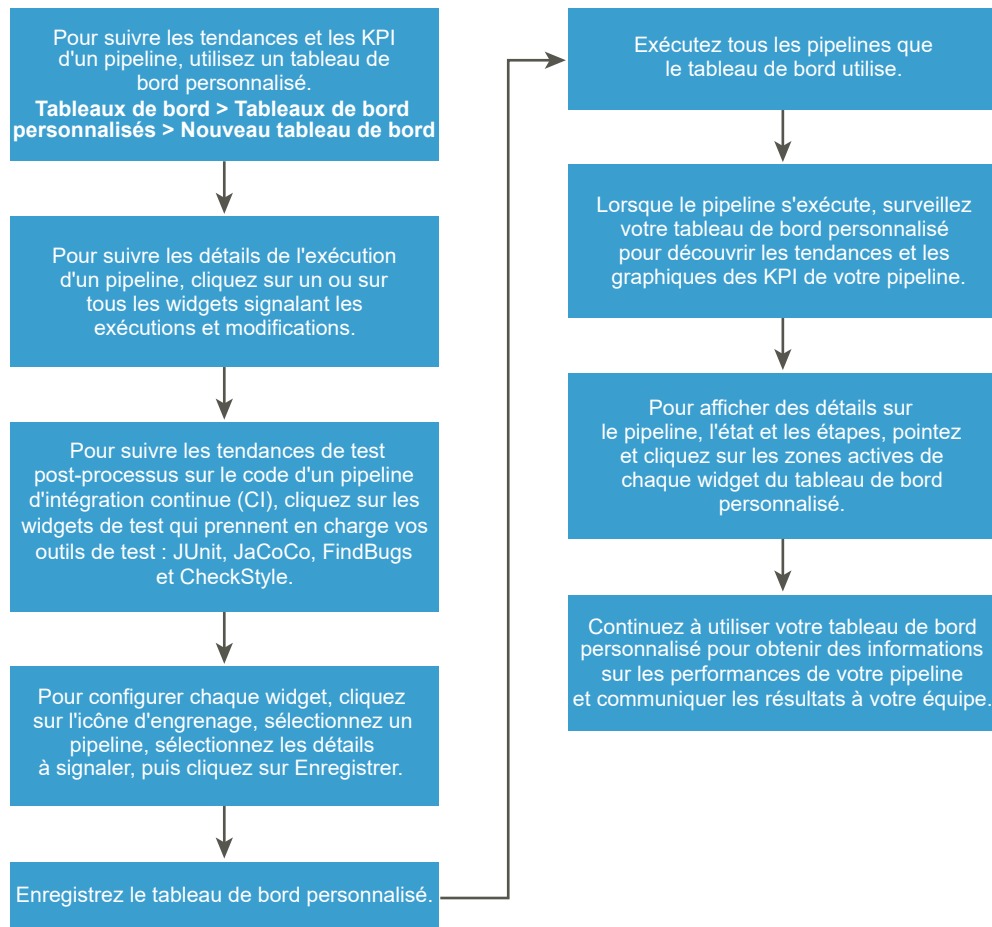 Pour suivre les tendances et les KPI
d'un pipeline, utilisez un tableau de
bord personnalisé.
Tableaux de bord > Tableaux de bord
personnalisés > Nouveau tableau de bord
Pour suivre les détails de l'exécution
d'un pipeline, cliquez sur un ou sur
tous les widgets signalant les
exécutions et modifications.
Pour suivre les tendances de test
post-processus sur le code d'un pipeline
d'intégration continue (CI), cliquez sur les
widgets de test qui prennent en charge vos
outils de test : JUnit, JaCoCo, FindBugs
et CheckStyle.
Pour configurer chaque widget, cliquez
sur l'icône d'engrenage, sélectionnez un
pipeline, sélectionnez les détails
à signaler, puis cliquez sur Enregistrer.
Enregistrez le tableau de bord personnalisé.
Exécutez tous les pipelines que
le tableau de bord utilise.
Lorsque le pipeline s'exécute, surveillez
votre tableau de bord personnalisé
pour découvrir les tendances et les
graphiques des KPI de votre pipeline.
Pour afficher des détails sur
le pipeline, l'état et les étapes, pointez
et cliquez sur les zones actives de
chaque widget du tableau de bord
personnalisé.
Continuez à utiliser votre tableau de bord
personnalisé pour obtenir des informations
sur les performances de votre pipeline
et communiquer les résultats à votre équipe.